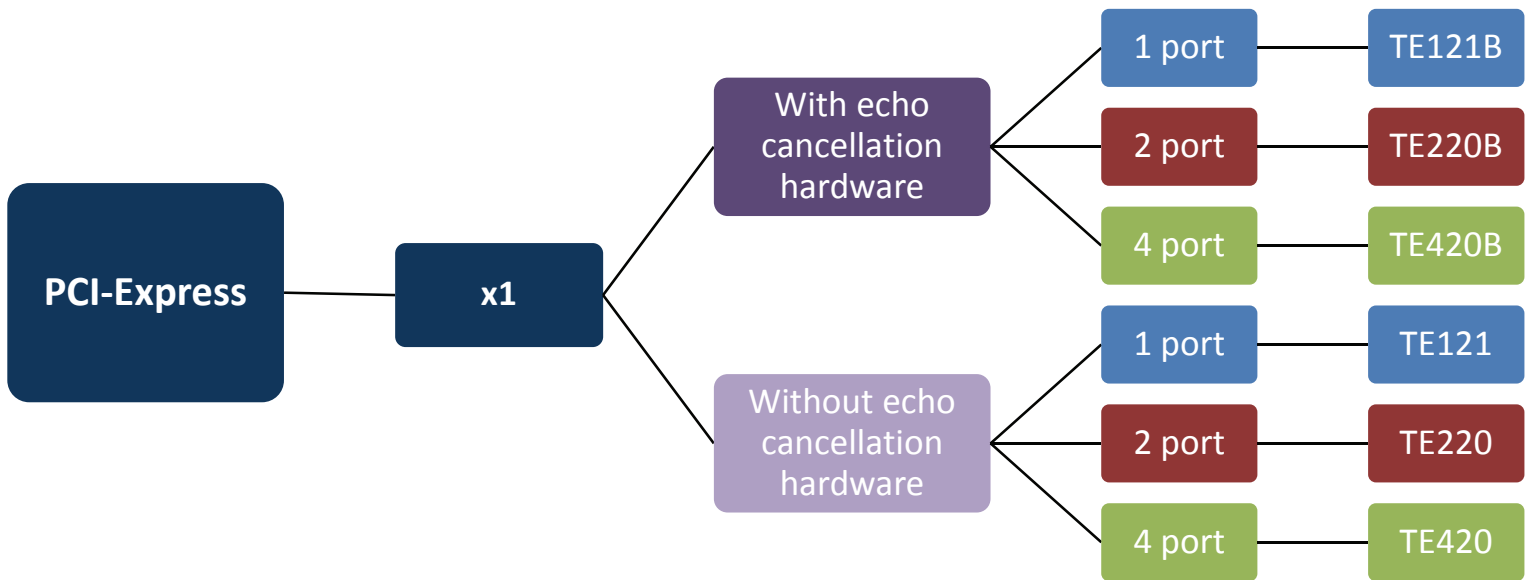 PCI-Express
x1
With echo
cancellation
hardware
1 port
TE121B
2 port
TE220B
4 port
TE420B
Without echo
cancellation
hardware
1 port
TE121
2 port
TE220
4 port
TE420